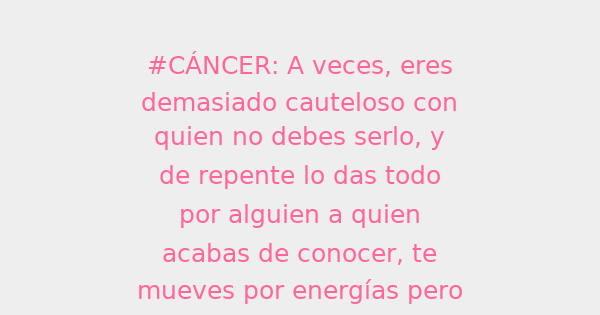 #CÁNCER: A veces, eres
demasiado cauteloso con
quien no debes serlo, y
de repente lo das todo
por alguien a quien
acabas de conocer, te
mueves por energías pero